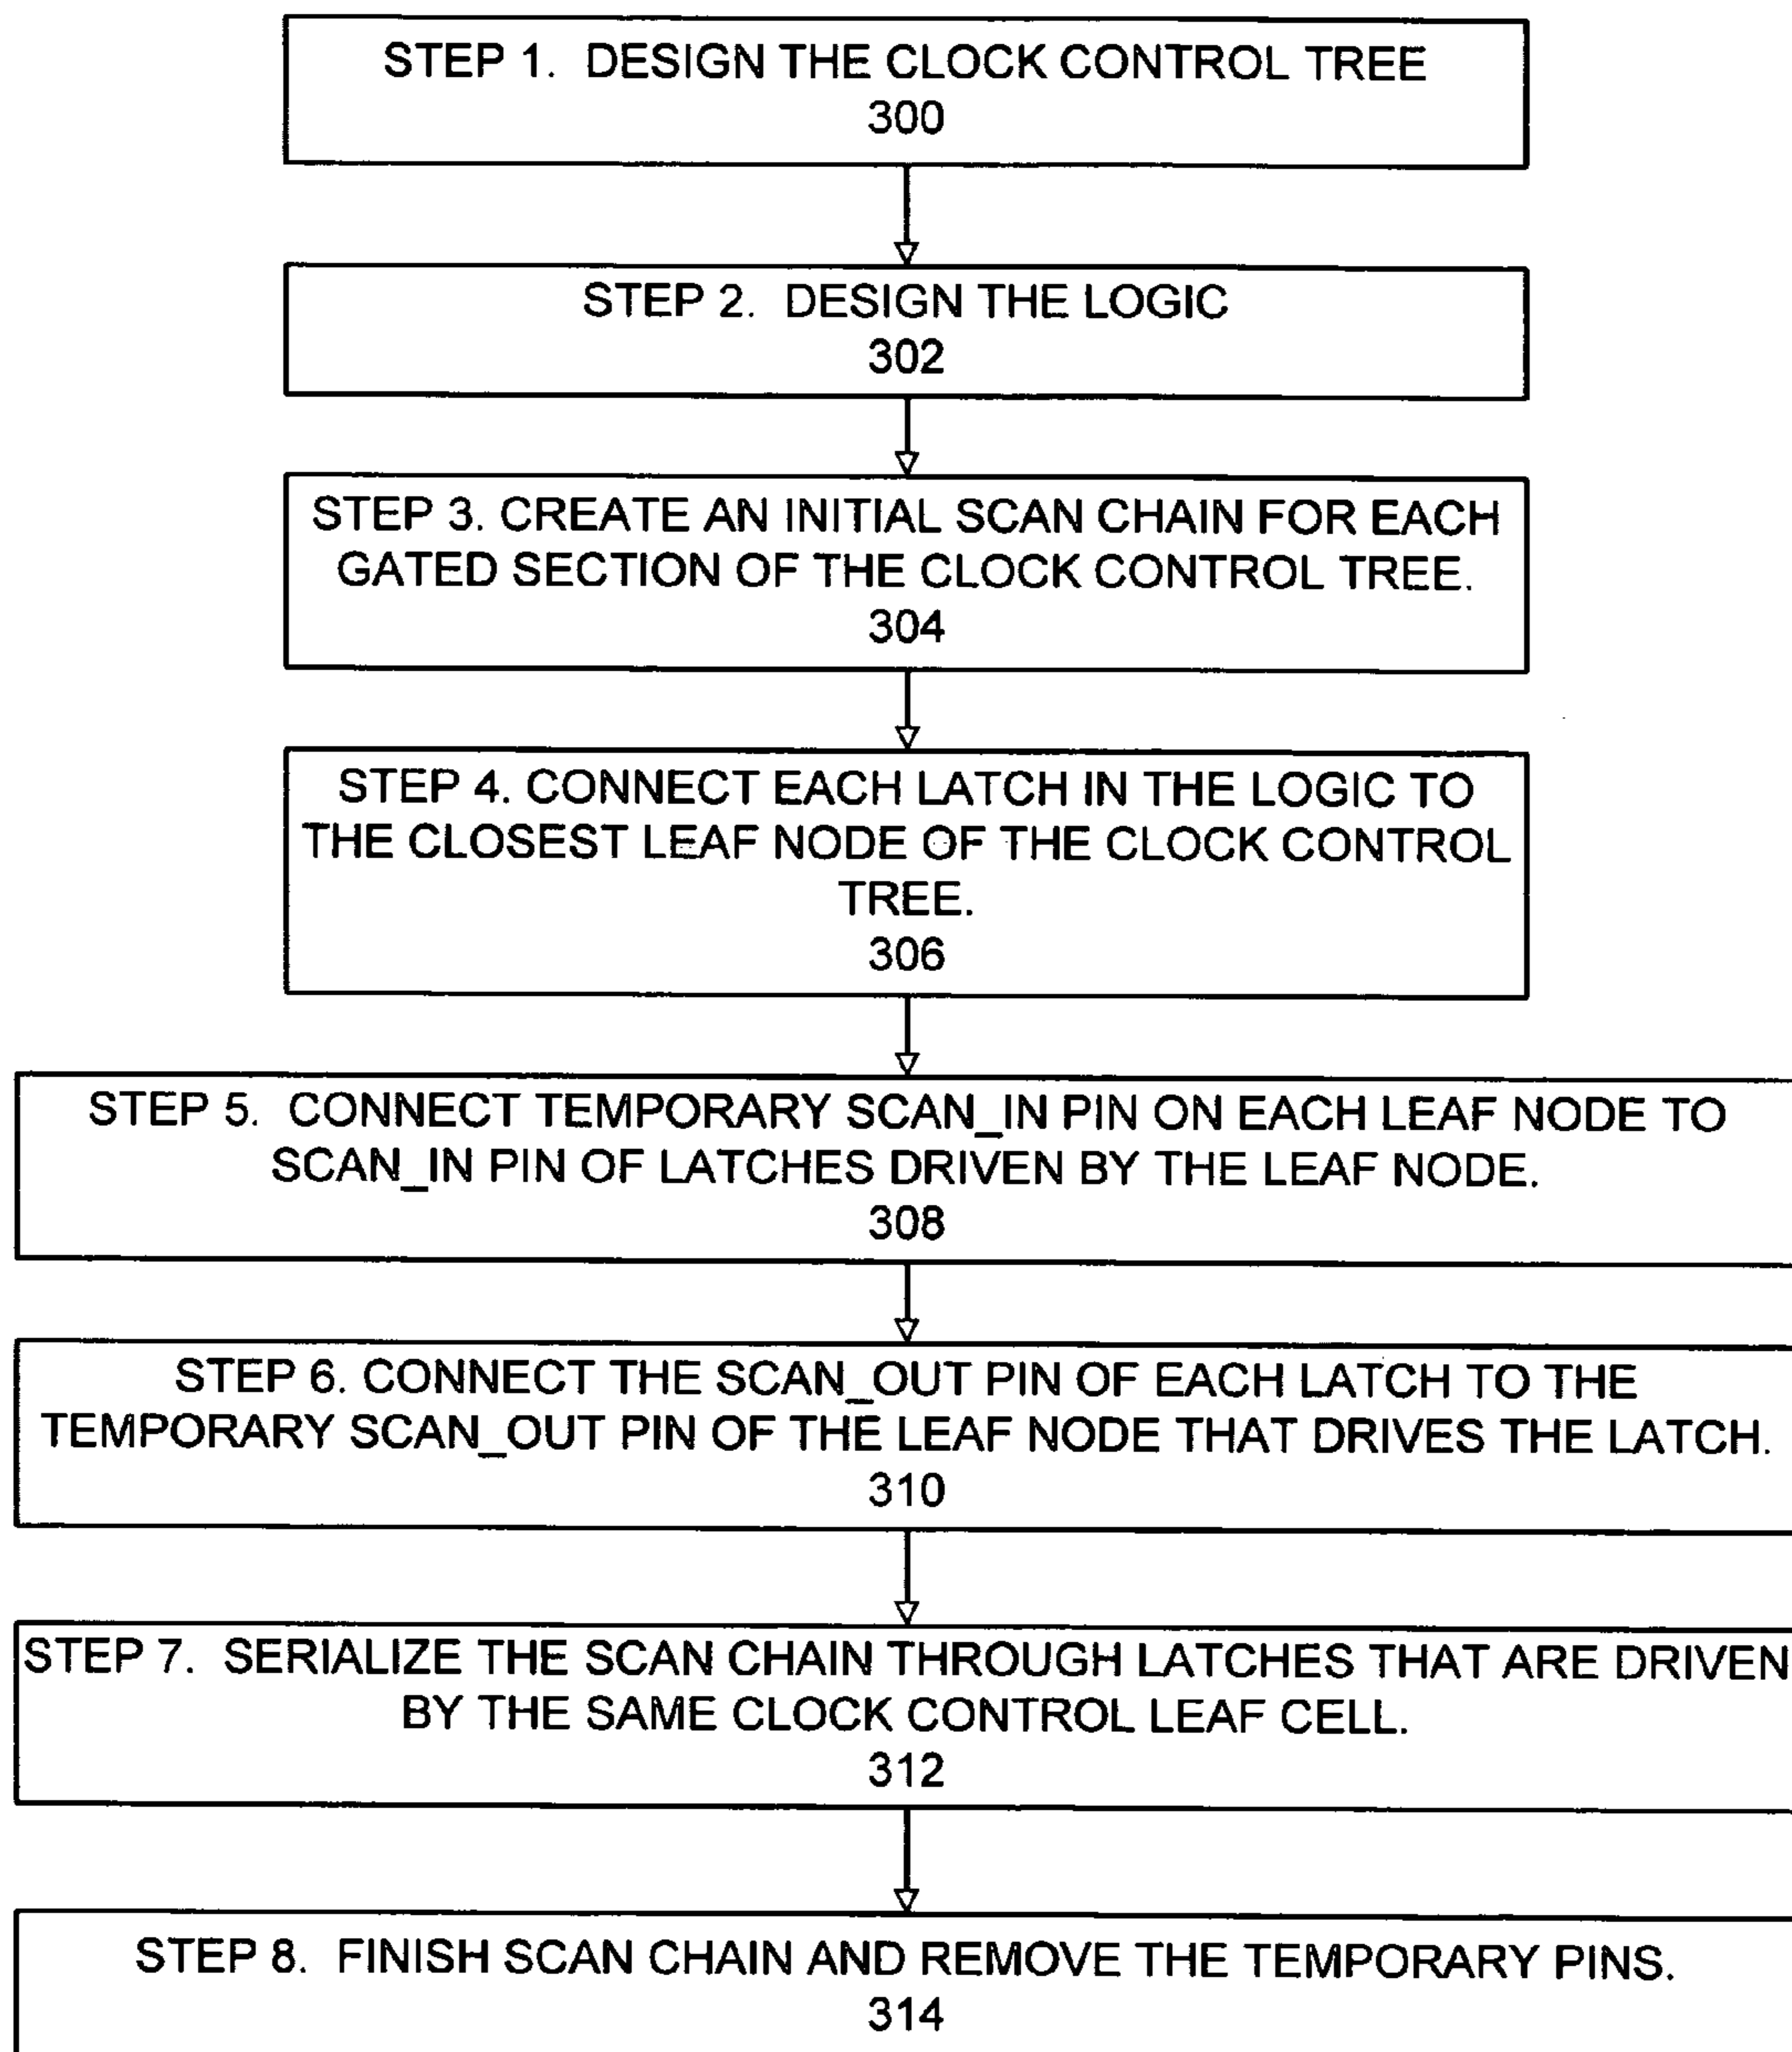 STEP 1. DESIGN THE CLOCK CONTROL TREE
300
STEP 2. DESIGN THE LOGIC
302
STEP 3. CREATE AN INITIAL SCAN CHAIN FOR EACH
GATED SECTION OF THE CLOCK CONTROL TREE.
304
STEP 4. CONNECT EACH LATCH IN THE LOGIC TO
THE CLOSEST LEAF NODE OF THE CLOCK CONTROL
TREE.
306
STEP 5. CONNECT TEMPORARY SCAN_IN PIN ON EACH LEAF NODE TO
SCAN_IN PIN OF LATCHES DRIVEN BY THE LEAF NODE.
308
STEP 6. CONNECT THE SCAN_OUT PIN OF EACH LATCH TO THE
TEMPORARY SCAN_OUT PIN OF THE LEAF NODE THAT DRIVES THE LATCH.
310
STEP 7. SERIALIZE THE SCAN CHAIN THROUGH LATCHES THAT ARE DRIVEN
BY THE SAME CLOCK CONTROL LEAF CELL.
312
STEP 8. FINISH SCAN CHAIN AND REMOVE THE TEMPORARY PINS.
314